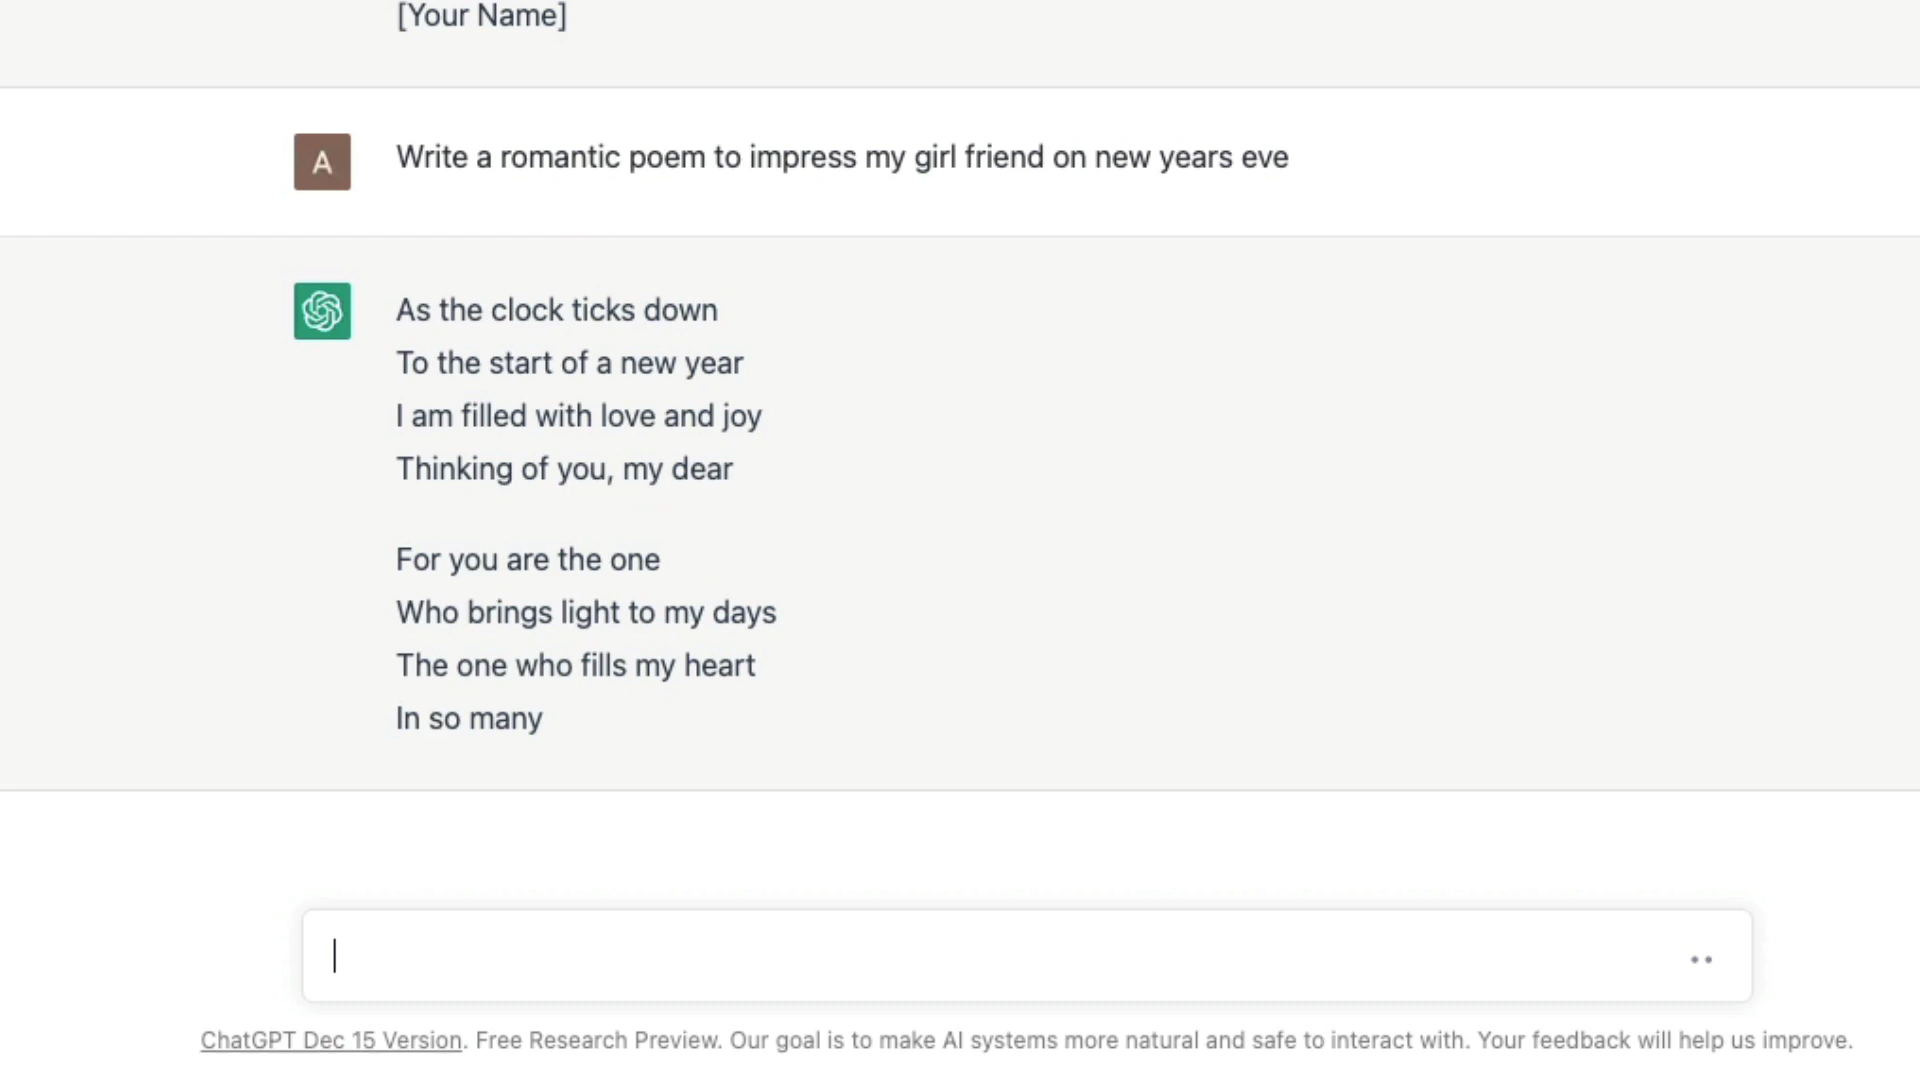 [Your Name]
A
Write a romantic poem to impress my girl friend on new years eve
As the clock ticks down
To the start of a new year
I am filled with love and joy
Thinking of you, my dear
For you are the one
Who brings light to my days
The one who fills my heart
In so many
ChatGPT Dec 15 Version. Free Research Preview. Our goal is to make AI systems more natural and safe to interact with. Your feedback will help us improve.